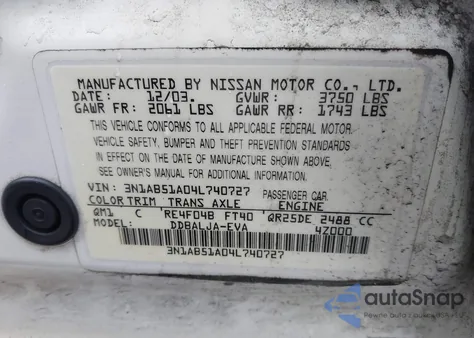 MANUFACTURED BY NISSAN MOTOR CO., LTD.
DATE: 12/03. GVWR: 3750 LBS
GAWR FR: 2061 LBS GAWR RR: 1743 LBS
THIS VEHICLE CONFORMS TO ALL APPLICABLE FEDERAL MOTOR
VEHICLE SAFETY, BUMPER AND THEFT PREVENTION STANDARDS
IN EFFECT ON THE DATE OF MANUFACTURE SHOWN ABOVE.
SEE OWNER'S MANUAL FOR ADDITIONAL INFORMATION.
VIN: 3N1AB51A04L740727 PASSENGER CAR.
COLOR TRIM TRANS AXLE ENGINE
QM1 C RE4F04B FT40 QR25DE 2488 CC
MODEL: DDBALJA-EVA 4Z000
3N1AB51A04L740727
autoSnap